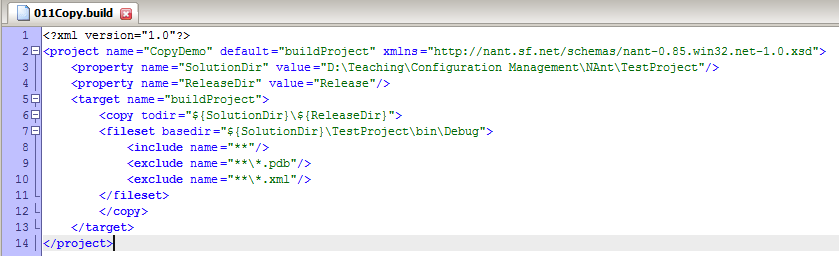 011Copy.build
1 <?xml version="1.0"?>
2 <project name="CopyDemo" default="buildProject" xmlns="http://nant.sf.net/schemas/nant-0.85.win32.net-1.0.xsd">
3 <property name="SolutionDir" value="D:\Teaching\Configuration Management\NAnt\TestProject"/>
4 <property name="ReleaseDir" value="Release"/>
5 <target name="buildProject">
6 <copy todir="${SolutionDir}\${ReleaseDir}">
7 <fileset basedir="${SolutionDir}\TestProject\bin\Debug">
8 <include name="**"/>
9 <exclude name="**\*.pdb"/>
10 <exclude name="**\*.xml"/>
11 </fileset>
12 </copy>
13 </target>
14 </project>